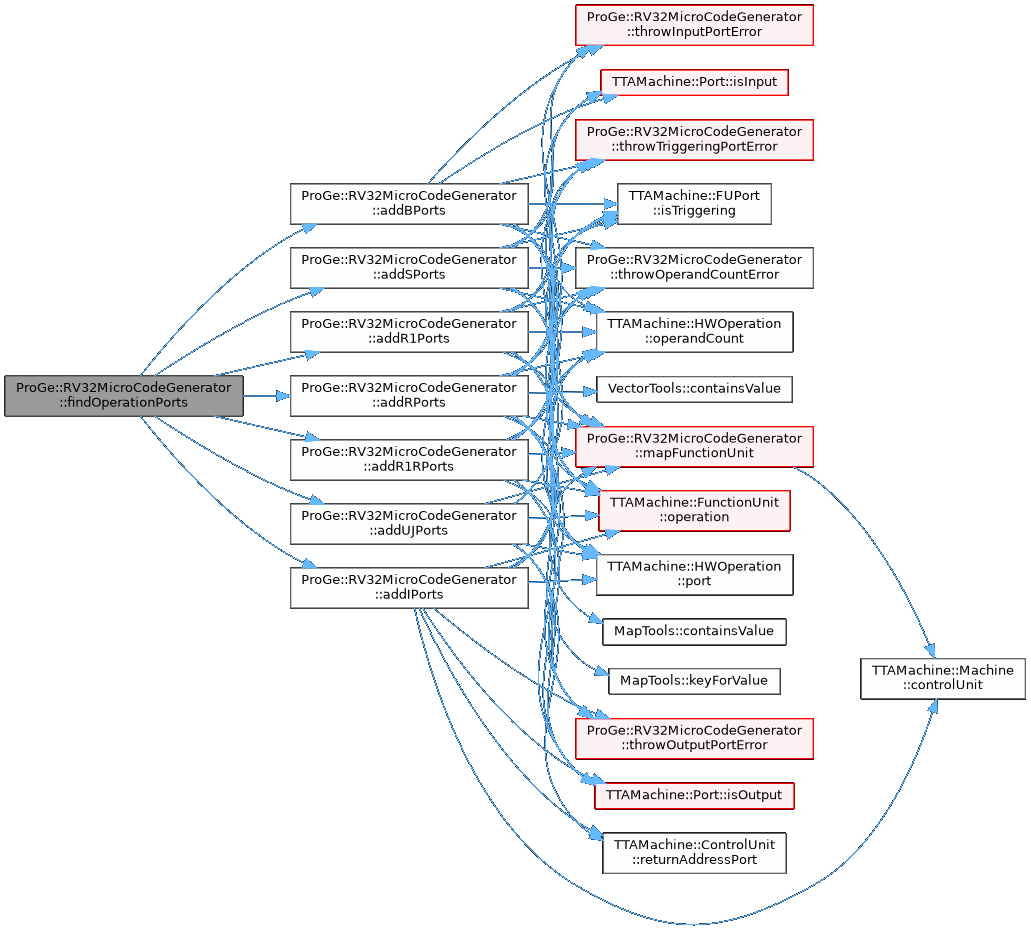 ProGe::RV32MicroCodeGenerator
::findOperationPorts
ProGe::RV32MicroCodeGenerator
::addBPorts
ProGe::RV32MicroCodeGenerator
::addSPorts
ProGe::RV32MicroCodeGenerator
::addR1Ports
ProGe::RV32MicroCodeGenerator
::addRPorts
ProGe::RV32MicroCodeGenerator
::addR1RPorts
ProGe::RV32MicroCodeGenerator
::addUJPorts
ProGe::RV32MicroCodeGenerator
::addIPorts
ProGe::RV32MicroCodeGenerator
::throwInputPortError
TTAMachine::Port::isInput
ProGe::RV32MicroCodeGenerator
::throwTriggeringPortError
TTAMachine::FUPort
::isTriggering
ProGe::RV32MicroCodeGenerator
::throwOperandCountError
TTAMachine::HWOperation
::operandCount
VectorTools::containsValue
ProGe::RV32MicroCodeGenerator
::mapFunctionUnit
TTAMachine::FunctionUnit
::operation
TTAMachine::HWOperation
::port
MapTools::containsValue
MapTools::keyForValue
ProGe::RV32MicroCodeGenerator
::throwOutputPortError
TTAMachine::Port::isOutput
TTAMachine::ControlUnit
::returnAddressPort
TTAMachine::Machine
::controlUnit